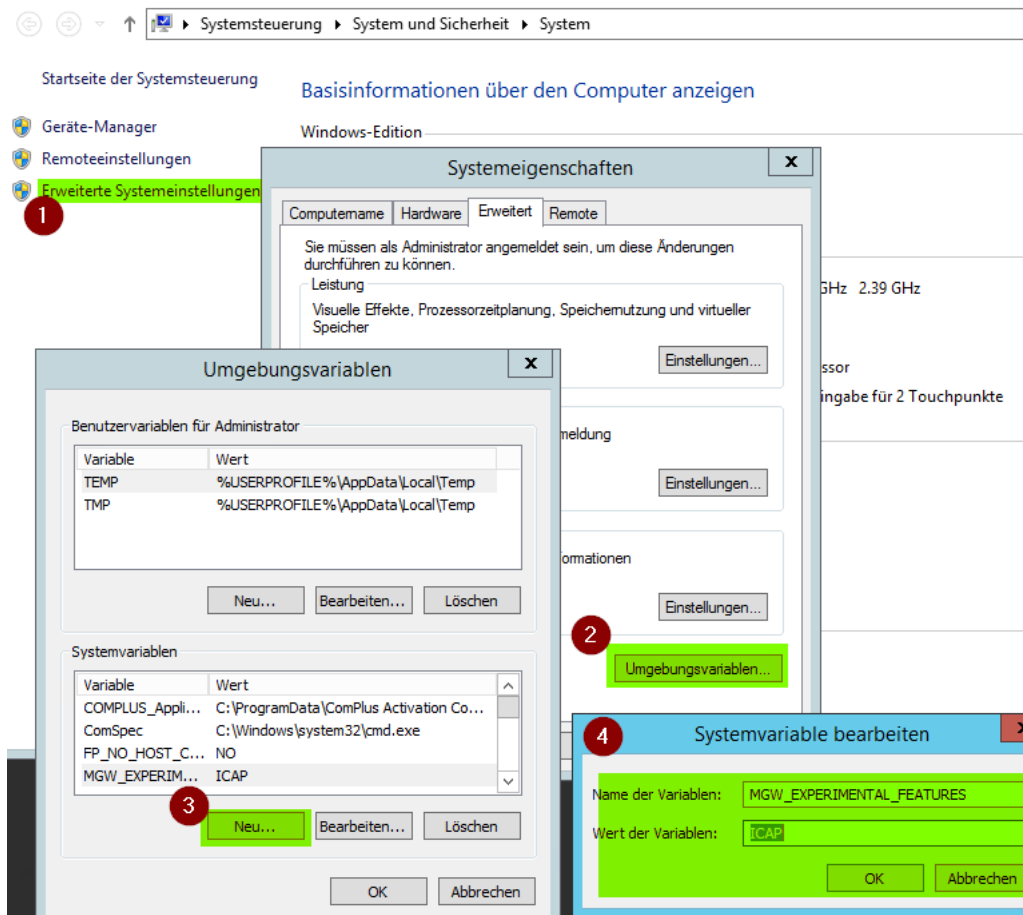 Systemsteuerung System und Sicherheit System
Startseite der Systemsteuerung
Basisinformationen über den Computer anzeigen
Geräte-Manager
Windows-Edition
Remoteeinstellungen
Erweiterte Systemeinstellungen
1
Systemeigenschaften
x
Computername Hardware Erweitert Remote
Sie müssen als Administrator angemeldet sein, um diese Änderungen
durchführen zu können.
Leistung
Visuelle Effekte, Prozessorzeitplanung, Speichernutzung und virtueller
Speicher
Einstellungen...
GHz 2.39 GHz
ssor
ingabe für 2 Touchpunkte
meldung
Einstellungen...
formationen
Einstellungen...
2
Umgebungsvariablen...
Umgebungsvariablen
x
Benutzervariablen für Administrator
Variable Wert
TEMP %USERPROFILE%\AppData\Local\Temp
TMP %USERPROFILE%\AppData\Local\Temp
Neu... Bearbeiten... Löschen
Systemvariablen
Variable Wert
COMPLUS_Appli... C:\ProgramData\ComPlus Activation Co...
ComSpec C:\Windows\system32\cmd.exe
FP_NO_HOST_C... NO
MGW_EXPERIM... ICAP
3
Neu... Bearbeiten... Löschen
OK Abbrechen
4
Systemvariable bearbeiten
x
Name der Variablen: MGW_EXPERIMENTAL_FEATURES
Wert der Variablen: ICAP
OK Abbrechen